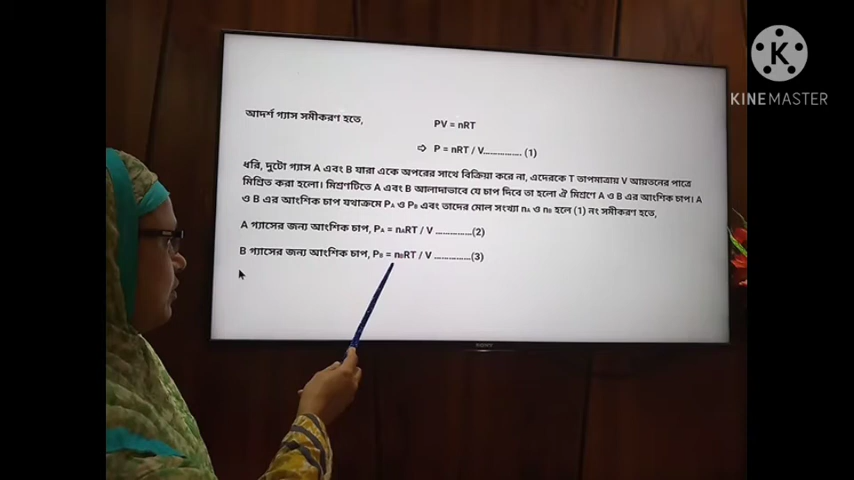 আদর্শ গ্যাস সমীকরণ হতে,
PV = nRT
⇨ P = nRT / V................ (1)
ধরি, দুটো গ্যাস A এবং B যারা একে অপরের সাথে বিক্রিয়া করে না, এদেরকে T তাপমাত্রায় V আয়তনের পাত্রে
মিশ্রিত করা হলো। মিশ্রণটিতে A এবং B আলাদাভাবে যে চাপ দিবে তা হলো ঐ মিশ্রণে A ও B এর আংশিক চাপ। A
ও B এর আংশিক চাপ যথাক্রমে PA ও PB এবং তাদের মোল সংখ্যা nA ও nB হলে (1) নং সমীকরণ হতে,
A গ্যাসের জন্য আংশিক চাপ, PA = nART / V ...............(2)
B গ্যাসের জন্য আংশিক চাপ, PB = nBRT / V ...............(3)
SONY
K
KINEMASTER